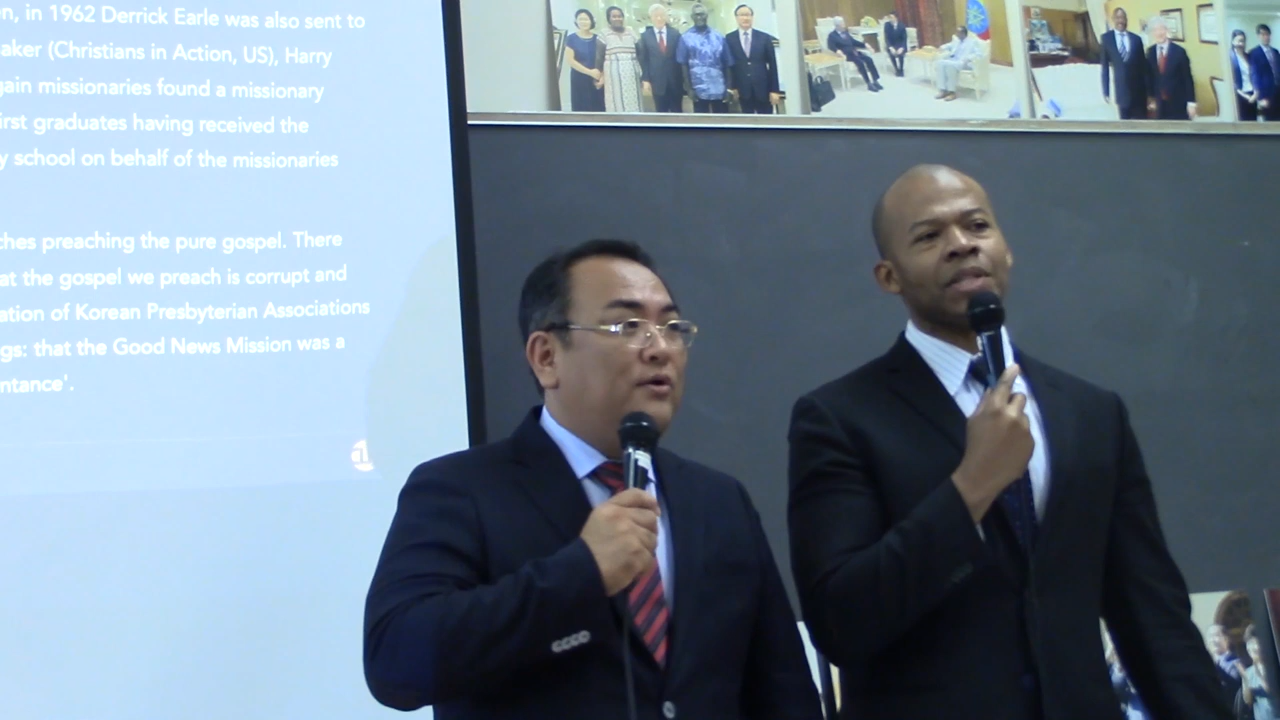 en, in 1962 Derrick Earle was also sent to
aker (Christians in Action, US), Harry
gain missionaries found a missionary
irst graduates having received the
y school on behalf of the missionaries
ches preaching the pure gospel. There
at the gospel we preach is corrupt and
ation of Korean Presbyterian Associations
gs: that the Good News Mission was a
ntance'.